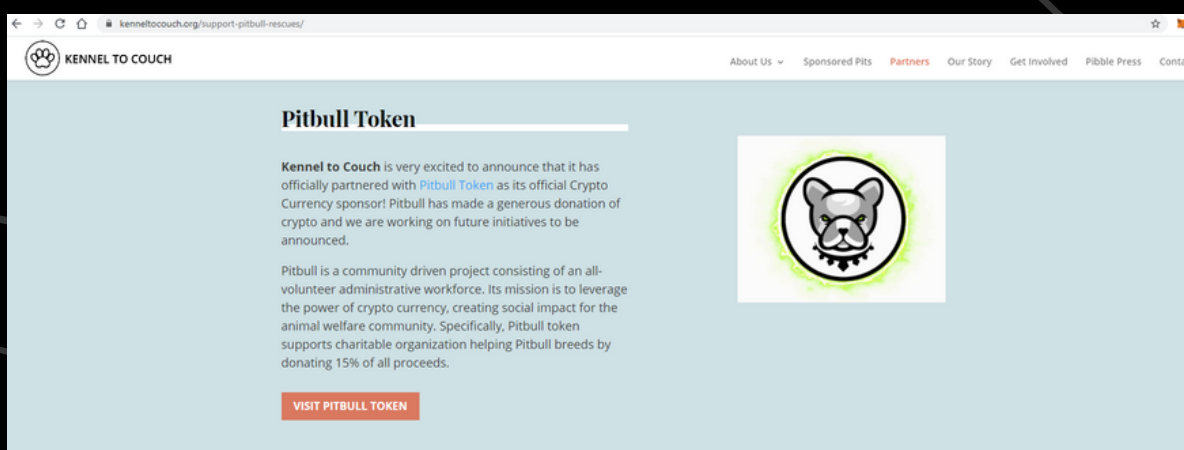 kenneltocouch.org/support-pitbull-rescues/
KENNEL TO COUCH
About Us Sponsored Pits Partners Our Story Get Involved Pibble Press Conta
Pitbull Token
Kennel to Couch is very excited to announce that it has
officially partnered with Pitbull Token as its official Crypto
Currency sponsor! Pitbull has made a generous donation of
crypto and we are working on future initiatives to be
announced.
Pitbull is a community driven project consisting of an all-
volunteer administrative workforce. Its mission is to leverage
the power of crypto currency, creating social impact for the
animal welfare community. Specifically, Pitbull token
supports charitable organization helping Pitbull breeds by
donating 15% of all proceeds.
VISIT PITBULL TOKEN